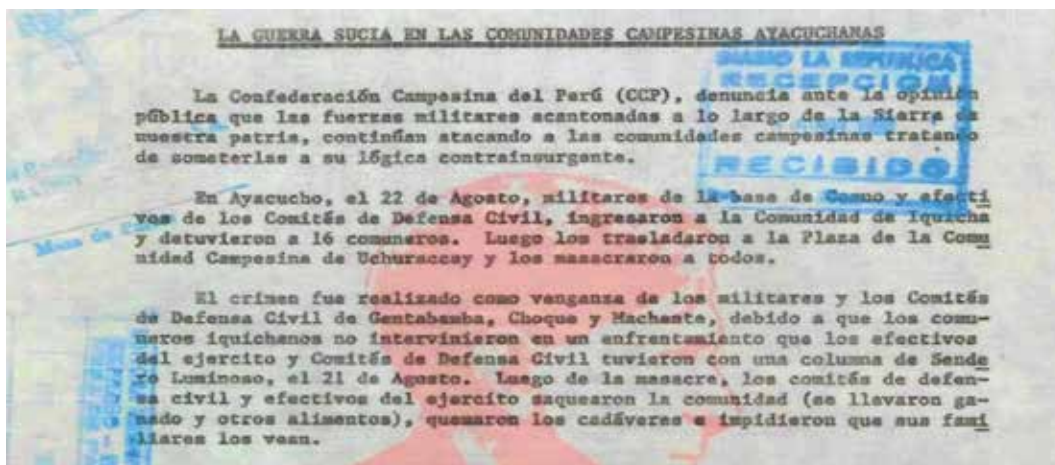 LA GUERRA SUCIA EN LAS COMUNIDADES CAMPESINAS AYACUCHANAS
DIARIO LA REPUBLICA
RECEPCION
RECIBIDO
La Confederación Campesina del Perú (CCP), denuncia ante la opinión
pública que las fuerzas militares acantonadas a lo largo de la Sierra de
nuestra patria, continúan atacando a las comunidades campesinas tratando
de someterlas a su lógica contrainsurgente.
En Ayacucho, el 22 de Agosto, militares de la base de Ccano y efecti
vos de los Comités de Defensa Civil, ingresaron a la Comunidad de Iquicha
y detuvieron a 16 comuneros. Luego los trasladaron a la Plaza de la Comu
nidad Campesina de Uchuraccay y los masacraron a todos.
El crimen fue realizado como venganza de los militares y los Comités
de Defensa Civil de Gentabamba, Choque y Machente, debido a que los comu-
neros iquichanos no intervinieron en un enfrentamiento que los efectivos
del ejercito y Comités de Defensa Civil tuvieron con una columna de Sende
ro Luminoso, el 21 de Agosto. Luego de la masacre, los comités de defen-
sa civil y efectivos del ejercito saquearon la comunidad (se llevaron ga-
nado y otros alimentos), quemaron los cadáveres e impidieron que sus fami
liares los vean.
Mesa de